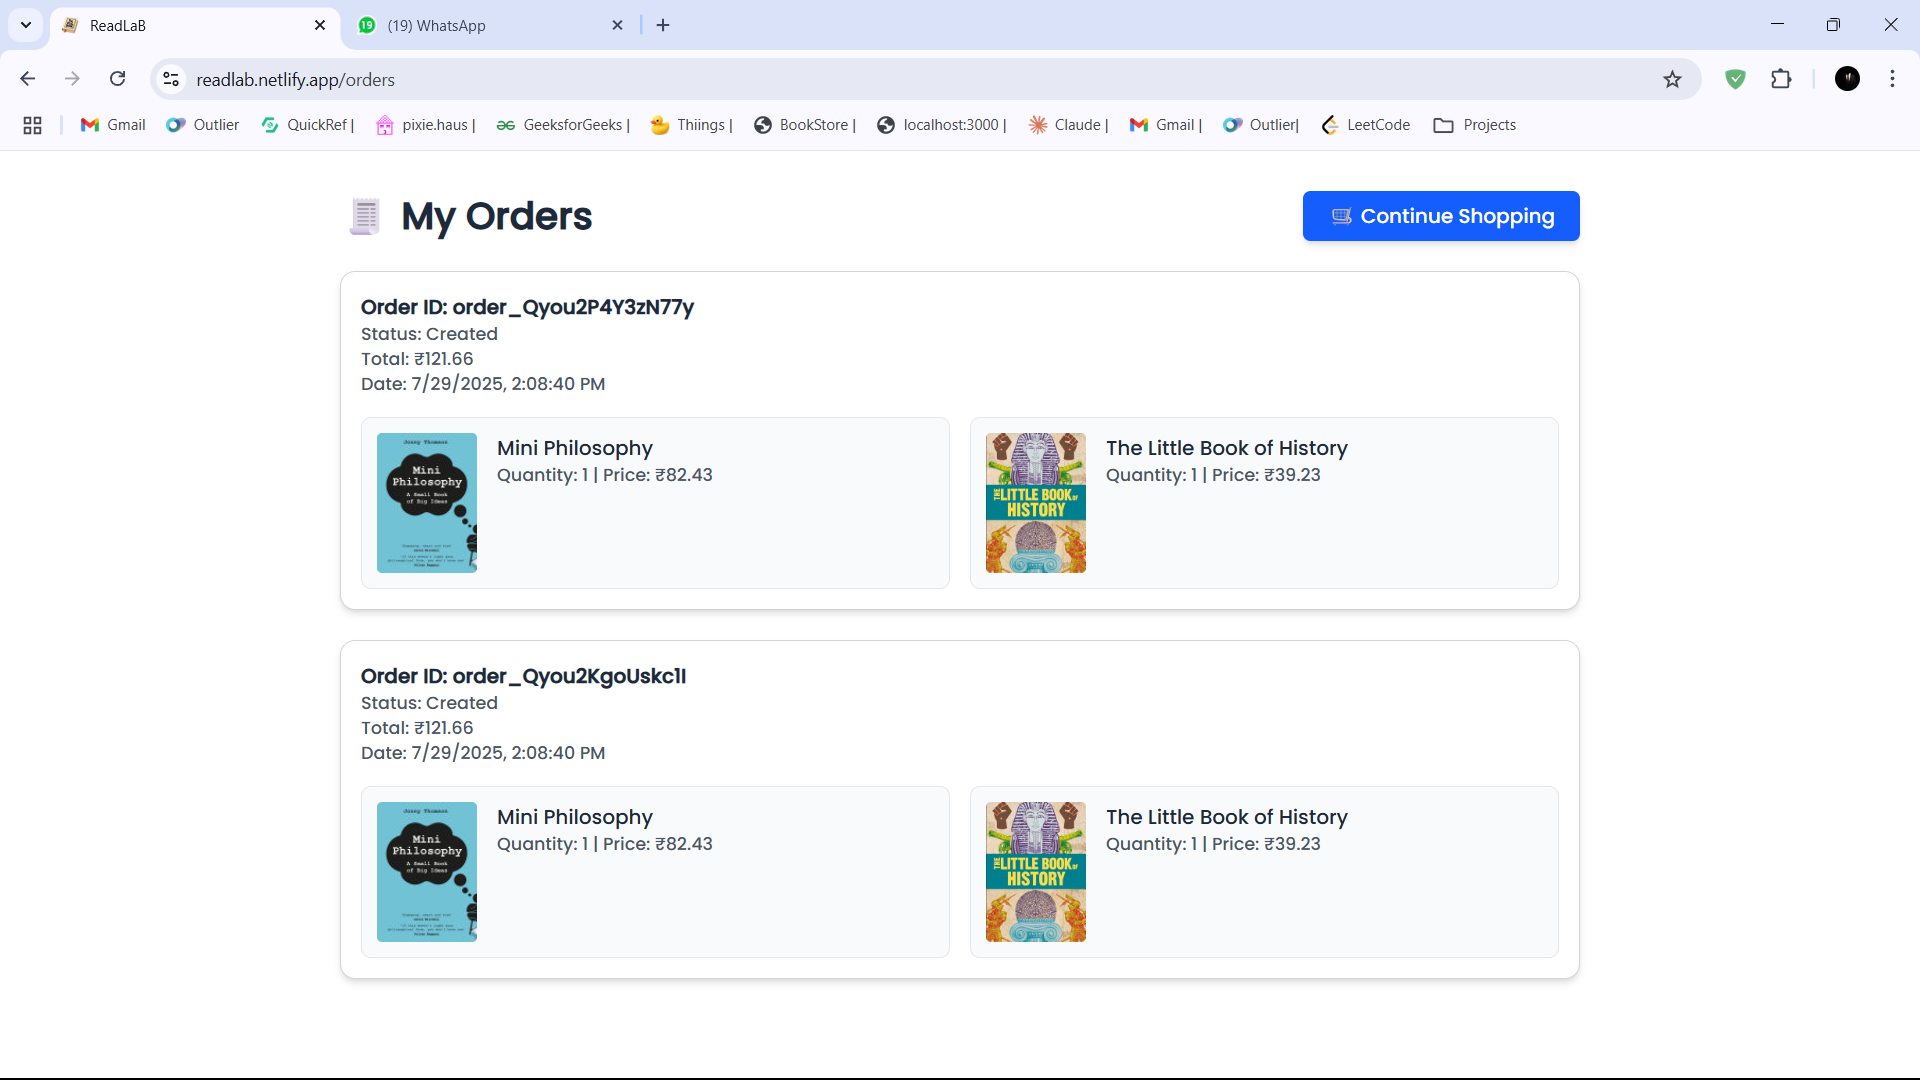 ReadLaB
19
(19) WhatsApp
readlab.netlify.app/orders
Gmail
Outlier
QuickRef |
pixie.haus |
GeeksforGeeks |
Thiings |
BookStore |
localhost:3000 |
Claude |
Gmail |
Outlier|
LeetCode
Projects
My Orders
Continue Shopping
Order ID: order_Qyou2P4Y3zN77y
Status: Created
Total: ₹121.66
Date: 7/29/2025, 2:08:40 PM
Jonny Thomson
Mini
Philosophy
A Small Book
of Big Ideas
Mini Philosophy
Quantity: 1 | Price: ₹82.43
THE LITTLE BOOK OF
HISTORY
The Little Book of History
Quantity: 1 | Price: ₹39.23
Order ID: order_Qyou2KgoUskc1I
Status: Created
Total: ₹121.66
Date: 7/29/2025, 2:08:40 PM
Jonny Thomson
Mini
Philosophy
A Small Book
of Big Ideas
Mini Philosophy
Quantity: 1 | Price: ₹82.43
THE LITTLE BOOK OF
HISTORY
The Little Book of History
Quantity: 1 | Price: ₹39.23